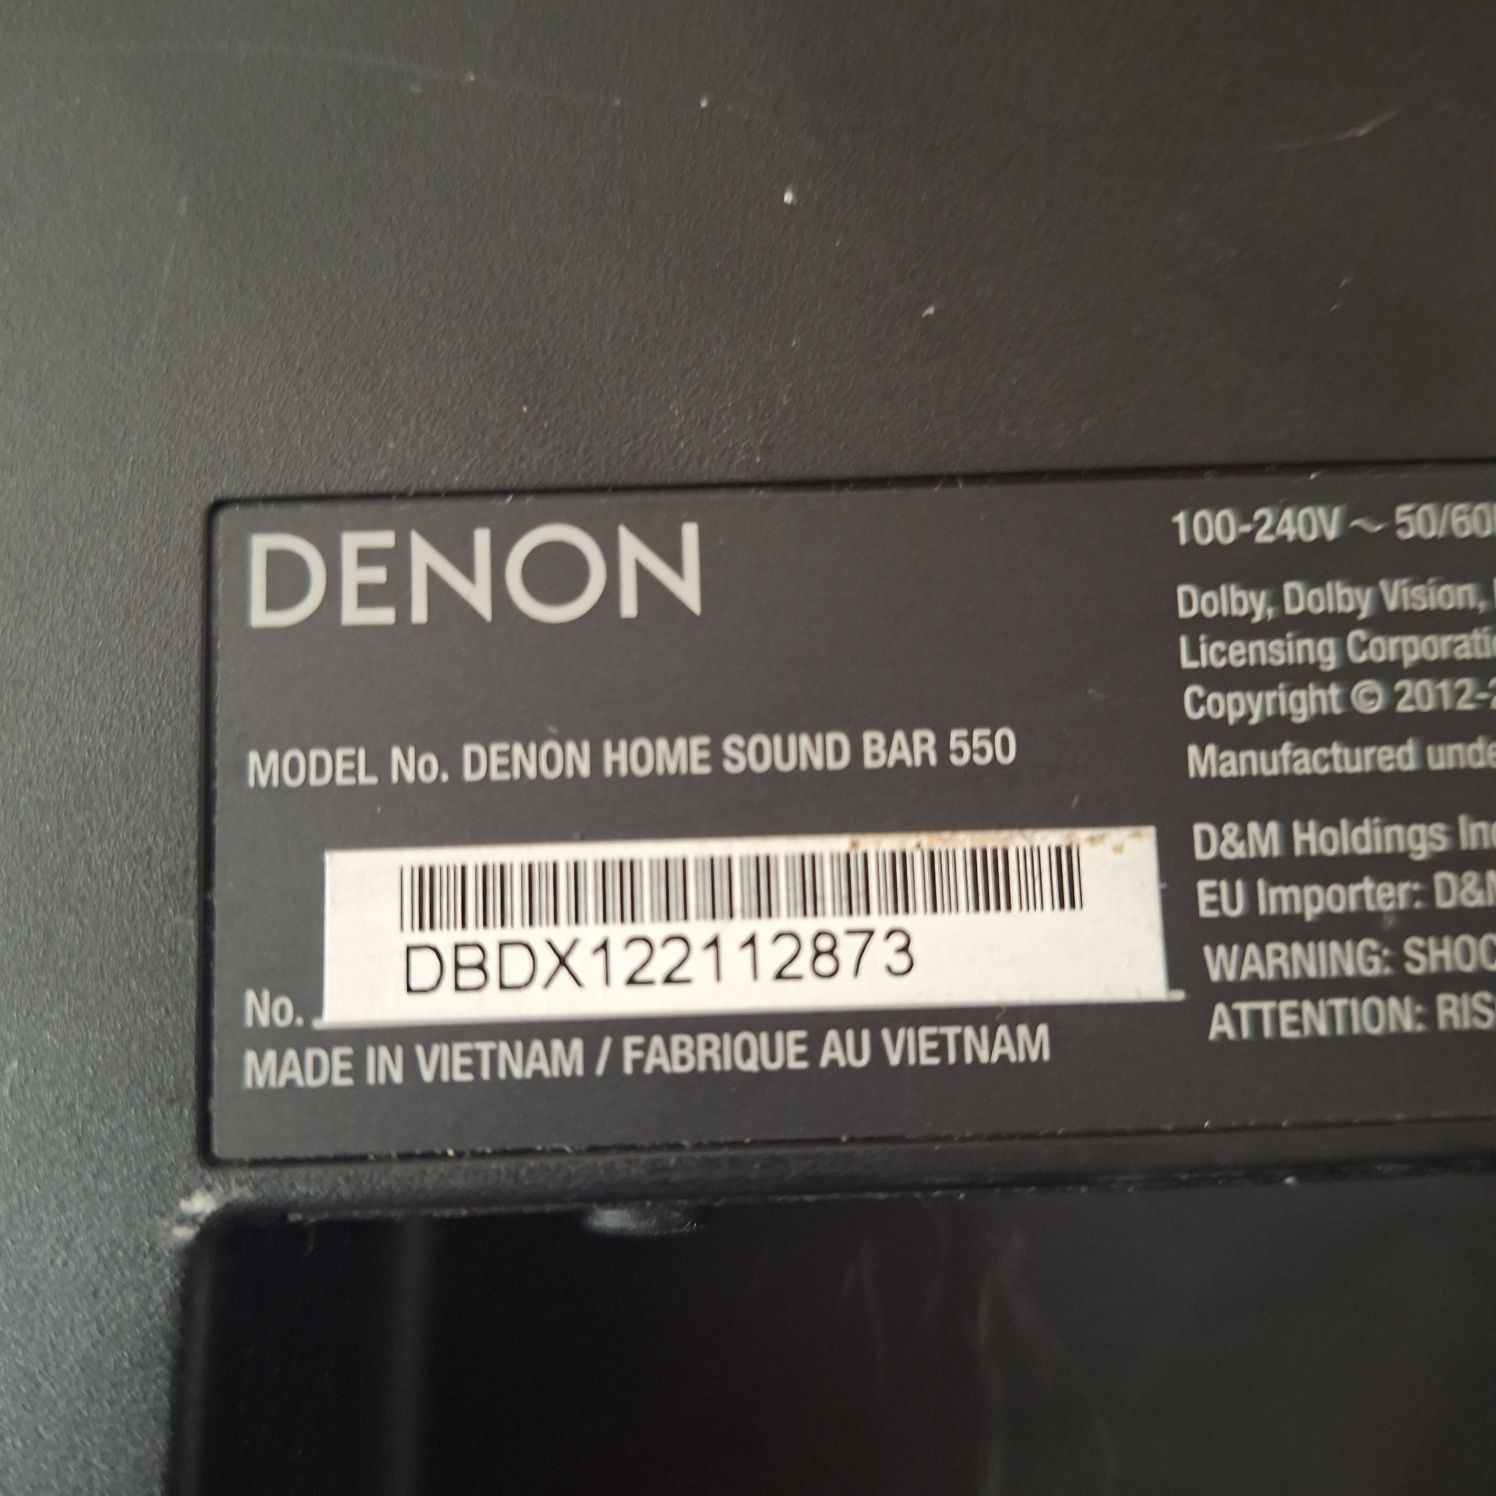 DENON
MODEL No. DENON HOME SOUND BAR 550
DBDX122112873
No.
MADE IN VIETNAM / FABRIQUE AU VIETNAM
100-240V ~ 50/60
Dolby, Dolby Vision,
Licensing Corporati
Copyright © 2012-2
Manufactured unde
D&M Holdings Inc
EU Importer: D&M
WARNING: SHOC
ATTENTION: RIS